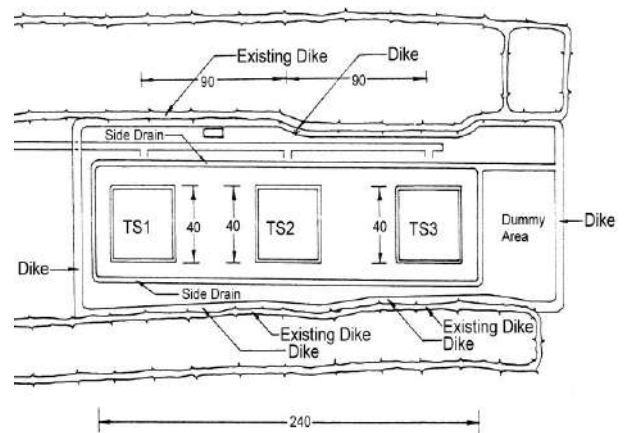 Existing Dike
Dike
90
90
Side Drain
TS1
40
40
TS2
40
TS3
Dummy
Area
Dike
Dike
Side Drain
Existing Dike
Dike
Existing Dike
Dike
240